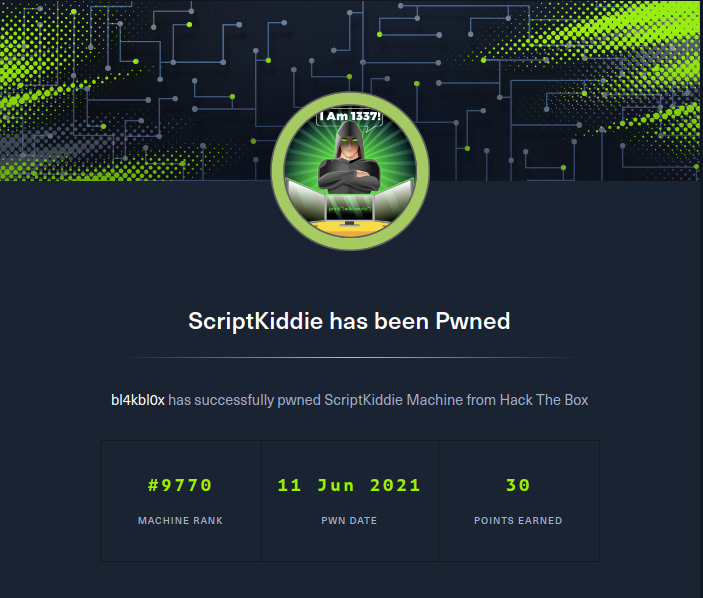 I Am 1337!
ScriptKiddie has been Pwned
bl4kbl0x has successfully pwned ScriptKiddie Machine from Hack The Box
#9770
11 Jun 2021
30
MACHINE RANK
PWN DATE
POINTS EARNED